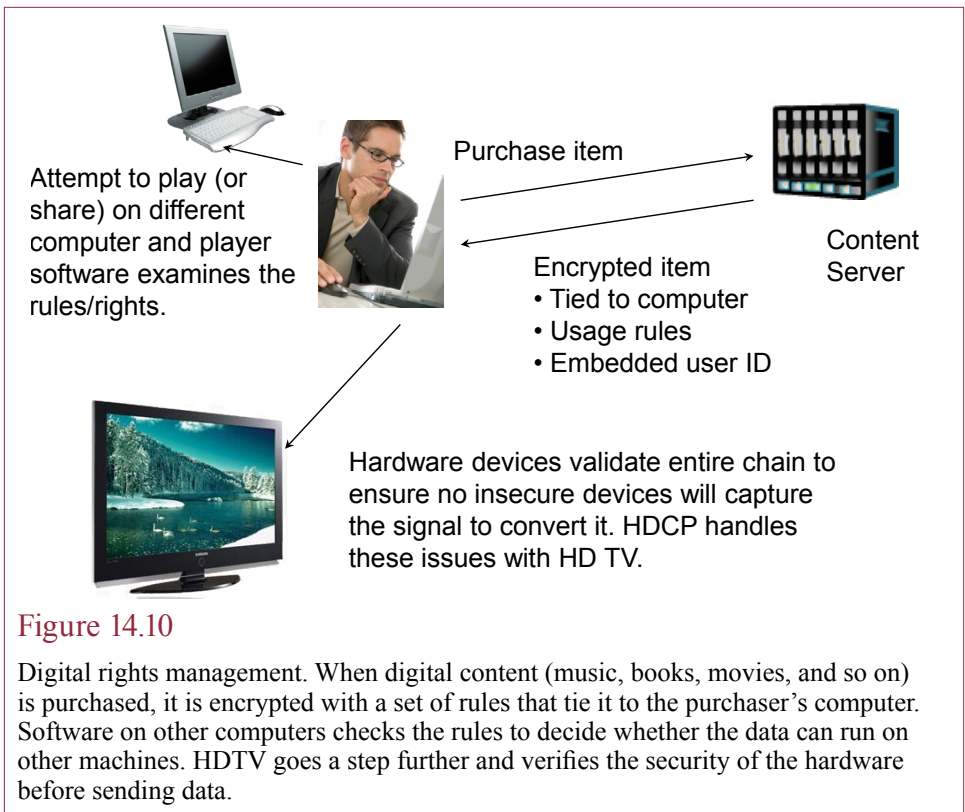 Purchase item
Attempt to play (or
share) on different
computer and player
software examines the
rules/rights.
Content
Server
Encrypted item
• Tied to computer
• Usage rules
• Embedded user ID
Hardware devices validate entire chain to
ensure no insecure devices will capture
the signal to convert it. HDCP handles
these issues with HD TV.
SAMSUNG
Figure 14.10
Digital rights management. When digital content (music, books, movies, and so on)
is purchased, it is encrypted with a set of rules that tie it to the purchaser’s computer.
Software on other computers checks the rules to decide whether the data can run on
other machines. HDTV goes a step further and verifies the security of the hardware
before sending data.